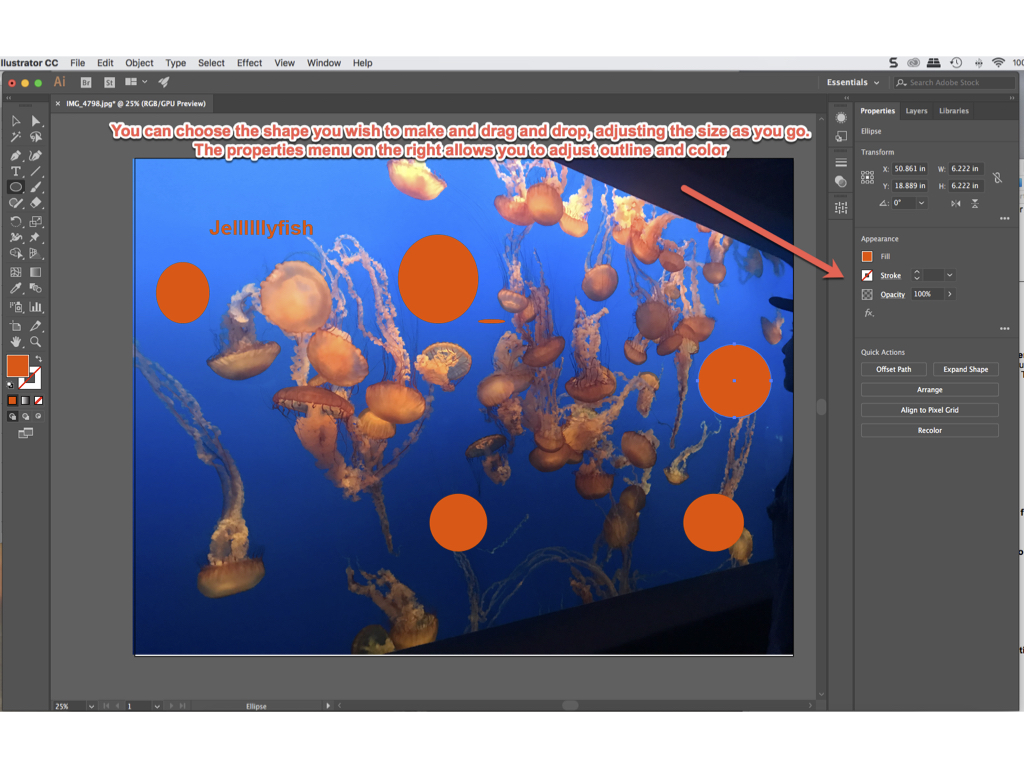 llustrator CC File Edit Object Type Select Effect View Window Help
S
100
Ai Br St Essentials Search Adobe Stock
× IMG_4798.jpg* @ 25% (RGB/GPU Preview)
You can choose the shape you wish to make and drag and drop, adjusting the size as you go.
The properties menu on the right allows you to adjust outline and color
Jellllllyfish
Properties Layers Libraries
Ellipse
Transform
X: 50.861 in W: 6.222 in
Y: 18.889 in H: 6.222 in
0°
Appearance
Fill
Stroke
Opacity 100%
fx.
Quick Actions
Offset Path Expand Shape
Arrange
Align to Pixel Grid
Recolor
25% 1 Ellipse